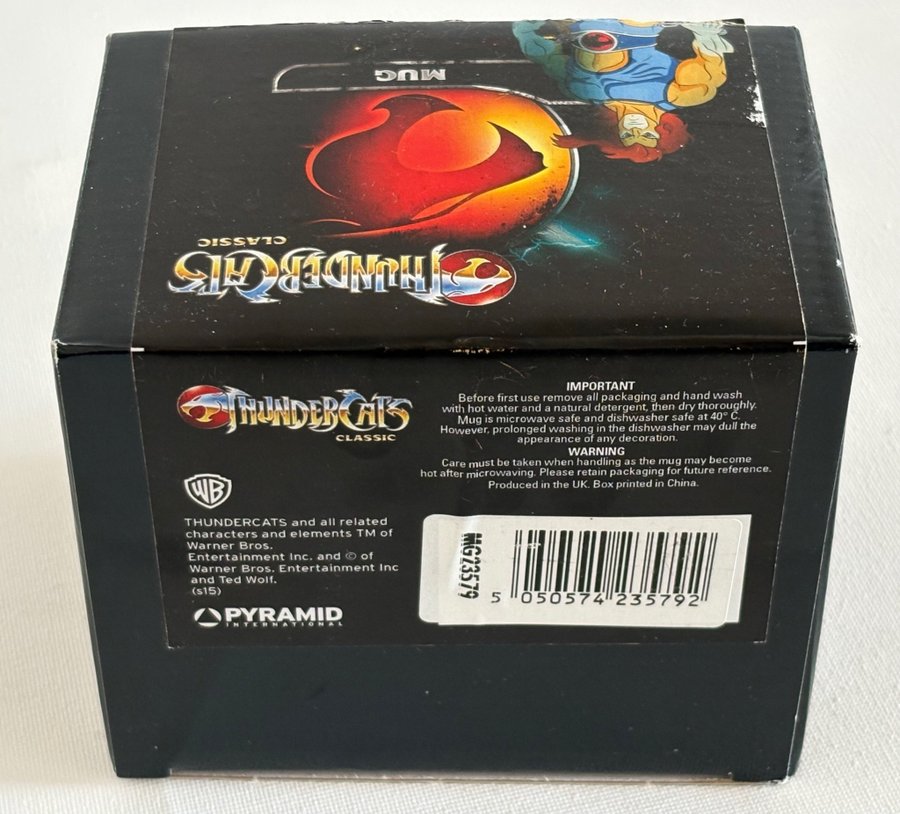 MUG
THUNDERCATS
CLASSIC
THUNDERCATS
CLASSIC
WB
THUNDERCATS and all related
characters and elements TM of
Warner Bros.
Entertainment Inc. and © of
Warner Bros. Entertainment Inc
and Ted Wolf.
(s15)
PYRAMID
INTERNATIONAL
IMPORTANT
Before first use remove all packaging and hand wash
with hot water and a natural detergent, then dry thoroughly.
Mug is microwave safe and dishwasher safe at 40° C.
However, prolonged washing in the dishwasher may dull the
appearance of any decoration.
WARNING
Care must be taken when handling as the mug may become
hot after microwaving. Please retain packaging for future reference.
Produced in the UK. Box printed in China.
MG23579
5 050574 235792